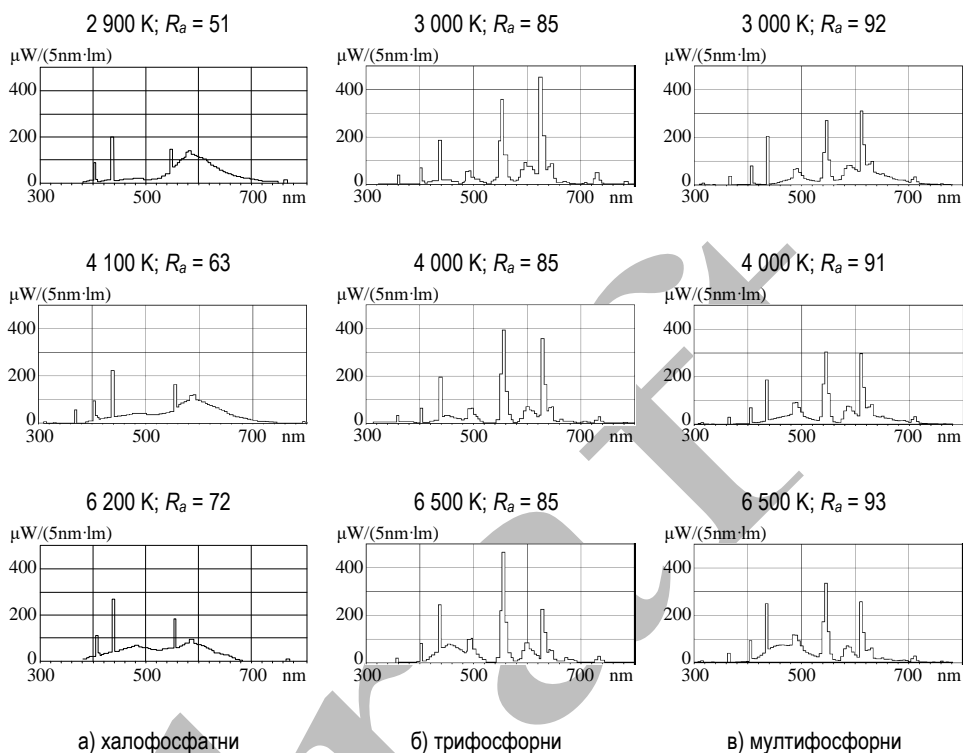 2 900 K; Ra = 51
3 000 K; Ra = 85
3 000 K; Ra = 92
μW/(5nm·lm)
μW/(5nm·lm)
μW/(5nm·lm)
400
400
400
200
200
200
0
0
0
300 500 700 nm
300 500 700 nm
300 500 700 nm
4 100 K; Ra = 63
4 000 K; Ra = 85
4 000 K; Ra = 91
μW/(5nm·lm)
μW/(5nm·lm)
μW/(5nm·lm)
400
400
400
200
200
200
0
0
0
300 500 700 nm
300 500 700 nm
300 500 700 nm
6 200 K; Ra = 72
6 500 K; Ra = 85
6 500 K; Ra = 93
μW/(5nm·lm)
μW/(5nm·lm)
μW/(5nm·lm)
400
400
400
200
200
200
0
0
0
300 500 700 nm
300 500 700 nm
300 500 700 nm
а) халофосфатни
б) трифосфорни
в) мултифосфорни